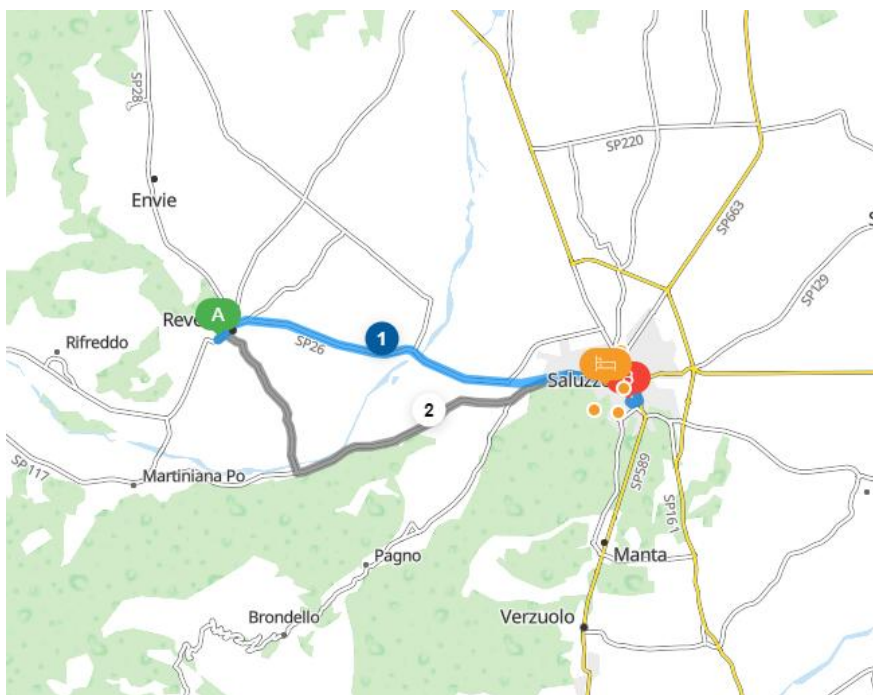 SP28
SP220
Envie
SP663
S
SP129
A
Reve
1
SP26
Rifreddo
Saluzzo
2
SP117
Martiniana Po
SP589
SP161
Pagno
Manta
Brondello
Verzuolo